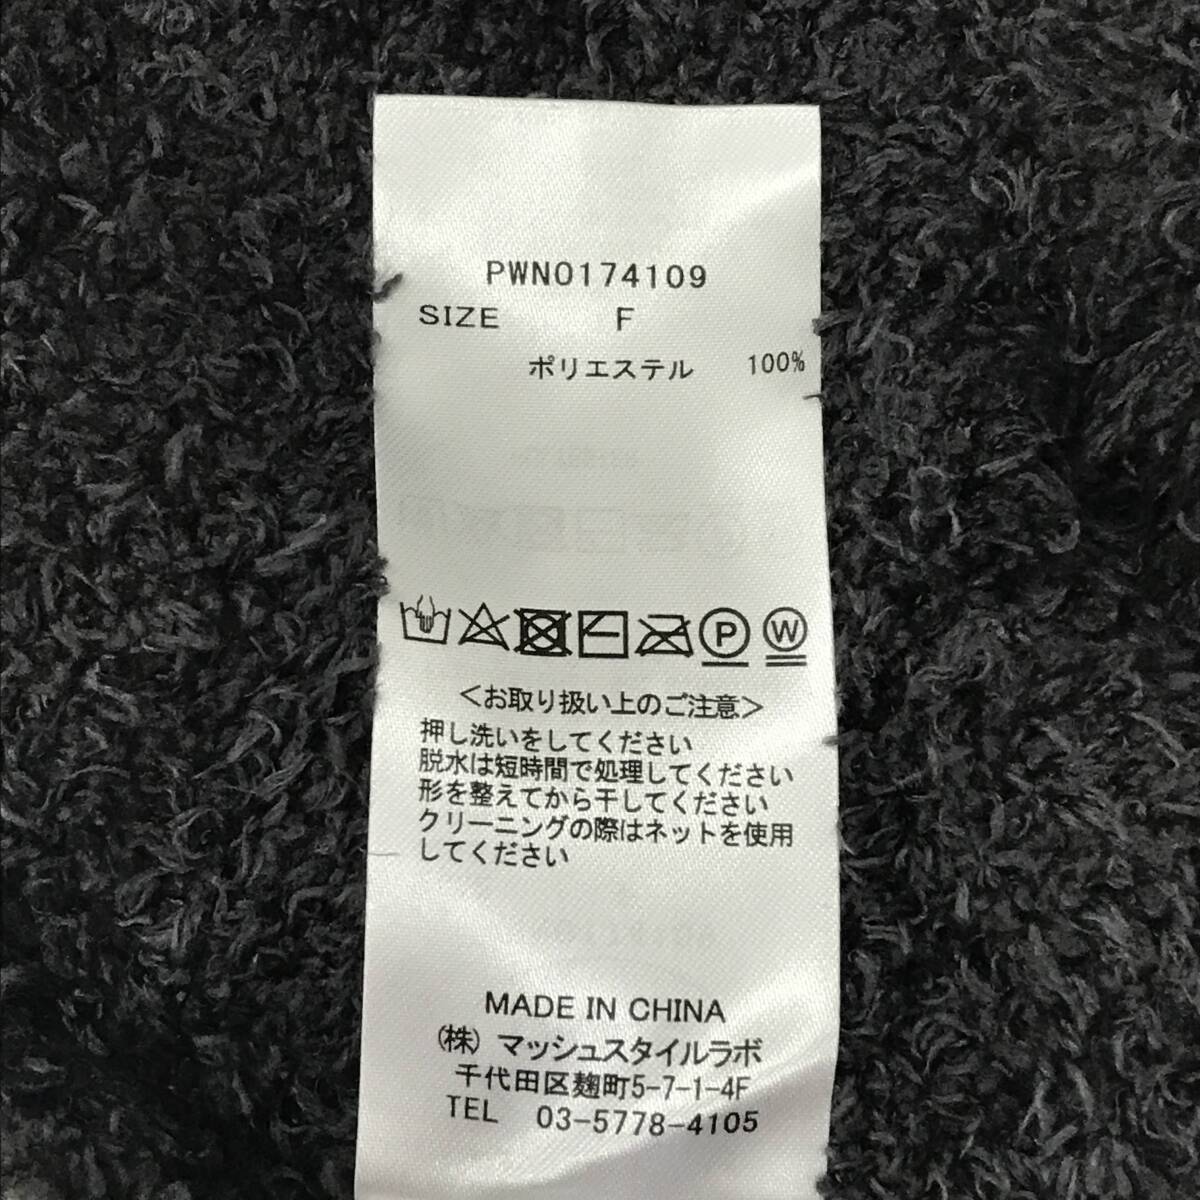 PWNO174109
SIZE F
ポリエステル 100%
P W
<お取り扱い上のご注意>
押し洗いをしてください
脱水は短時間で処理してください
形を整えてから干してください
クリーニングの際はネットを使用
してください
MADE IN CHINA
(株) マッシュスタイルラボ
千代田区麹町5-7-1-4F
TEL 03-5778-4105